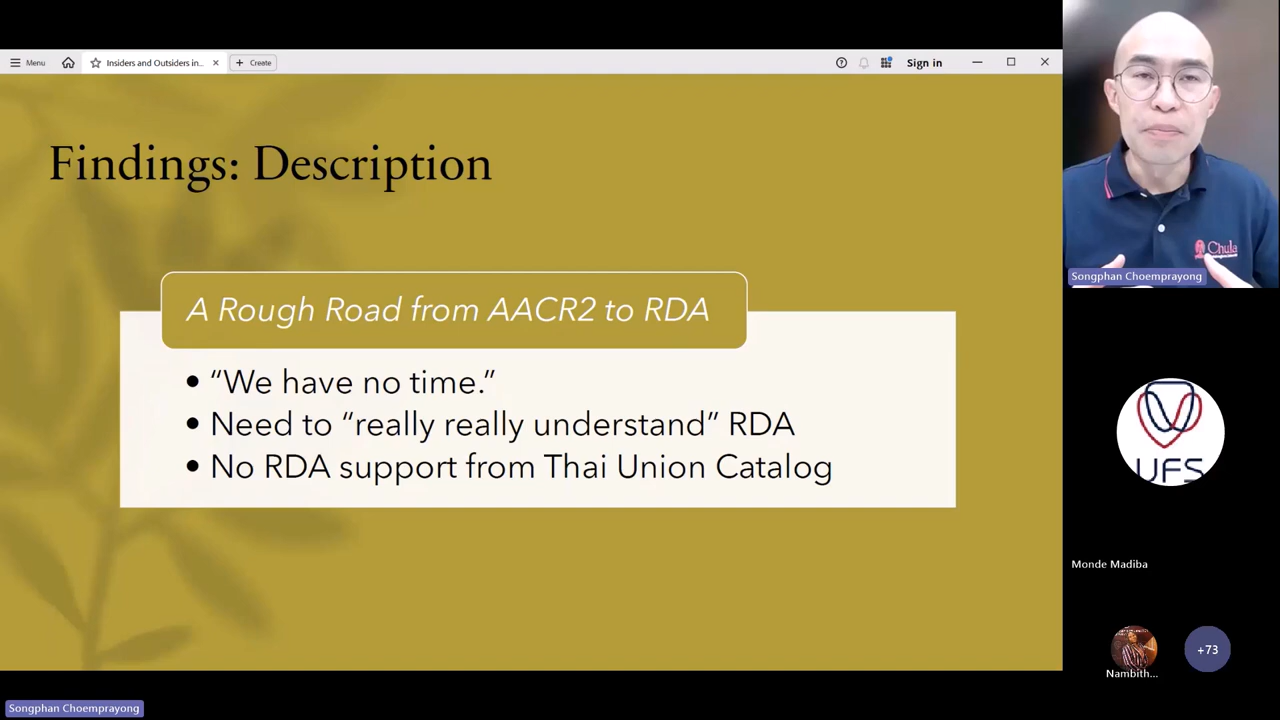 Menu
Insiders and Outsiders in...
Create
Sign in
Findings: Description
A Rough Road from AACR2 to RDA
• “We have no time.”
• Need to “really really understand” RDA
• No RDA support from Thai Union Catalog
Chula
Songphan Choemprayong
UFS
Monde Madiba
Nambith...
+73
Songphan Choemprayong